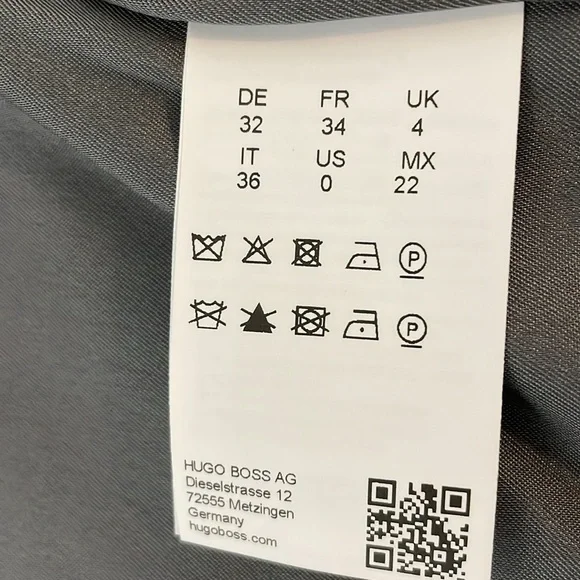 DE FR UK
32 34 4
IT US MX
36 0 22
P
P
HUGO BOSS AG
Dieselstrasse 12
72555 Metzingen
Germany
hugoboss.com